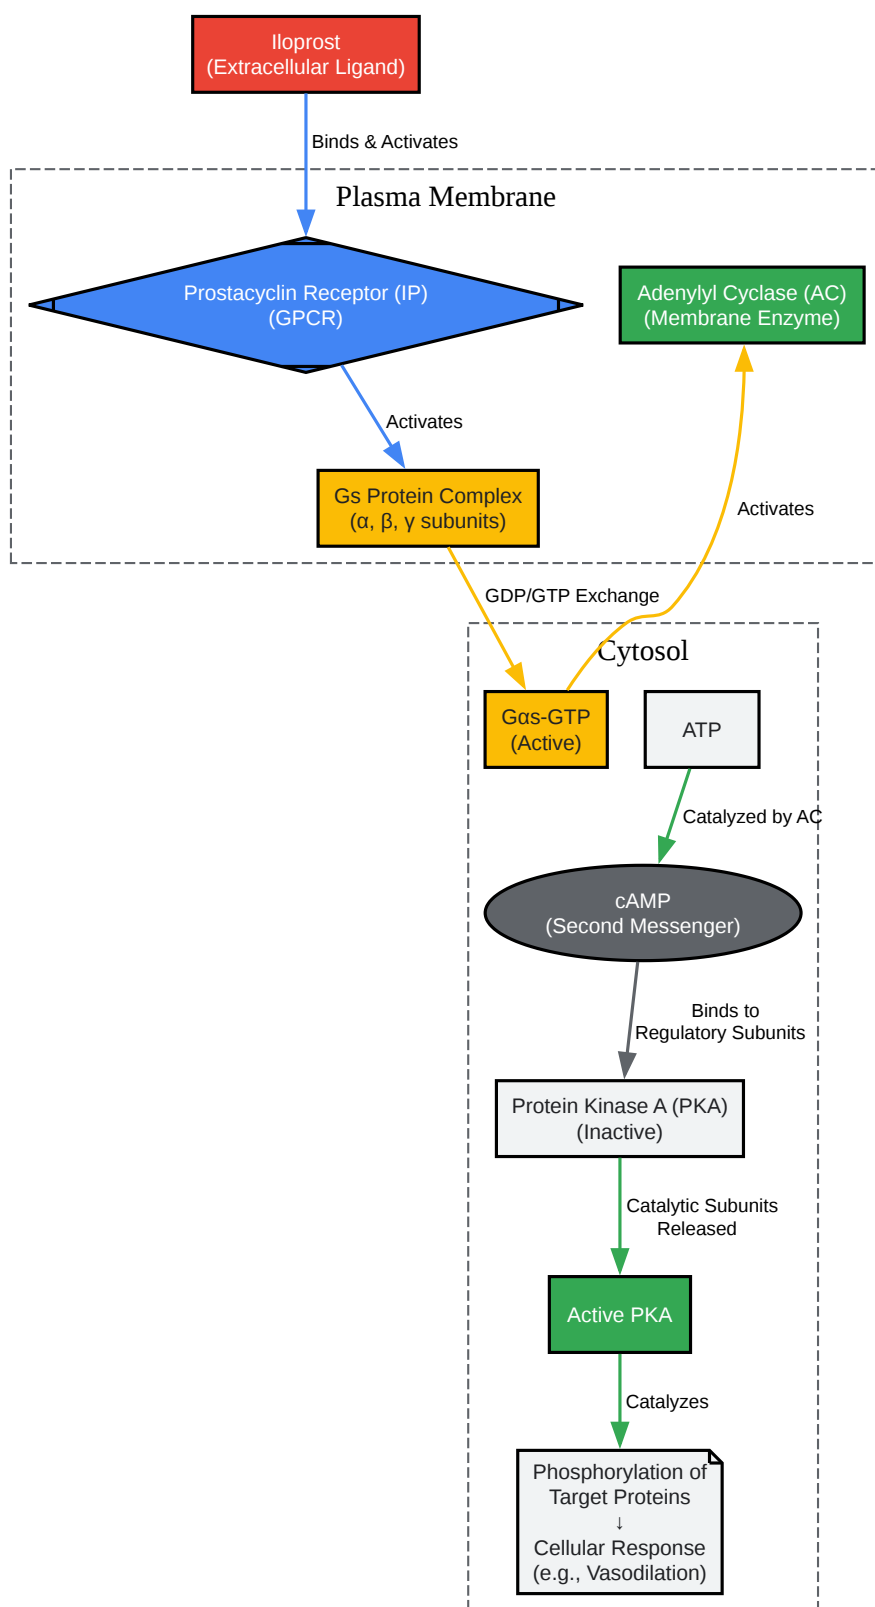 Iloprost
(Extracellular Ligand)
Binds & Activates
Plasma Membrane
Prostacyclin Receptor (IP)
(GPCR)
Adenylyl Cyclase (AC)
(Membrane Enzyme)
Activates
Gs Protein Complex
(α, β, γ subunits)
Activates
GDP/GTP Exchange
Cytosol
Gαs-GTP
(Active)
ATP
Catalyzed by AC
cAMP
(Second Messenger)
Binds to
Regulatory Subunits
Protein Kinase A (PKA)
(Inactive)
Catalytic Subunits
Released
Active PKA
Catalyzes
Phosphorylation of
Target Proteins
↓
Cellular Response
(e.g., Vasodilation)